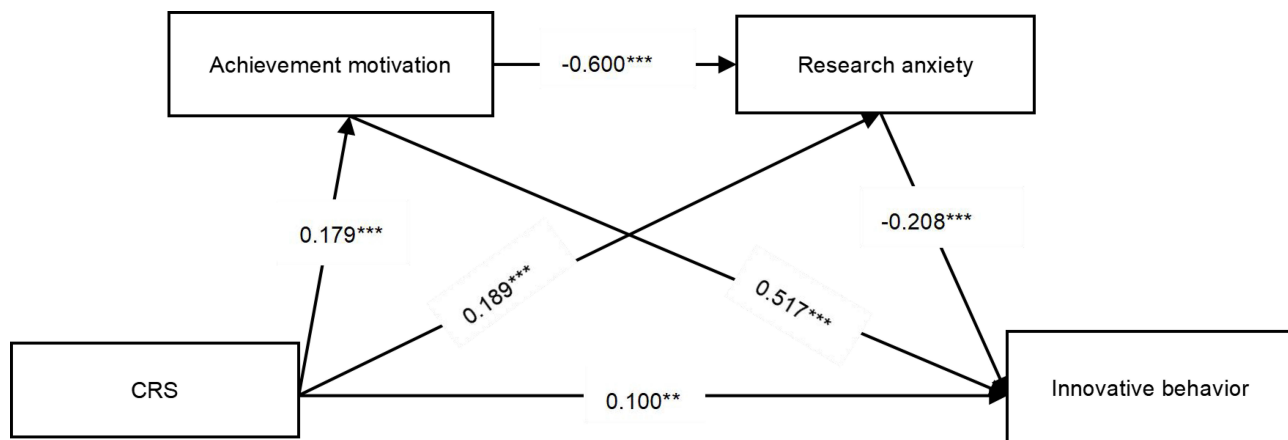 Achievement motivation
-0.600***
Research anxiety
0.179***
0.189***
0.517***
-0.208***
CRS
0.100**
Innovative behavior